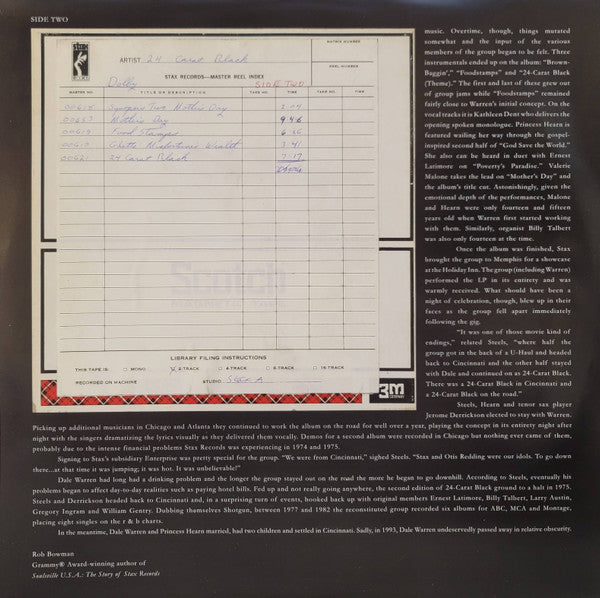 SIDE TWO
MATRIX NUMBER
REEL NUMBER
ARTIST 24 Carat Black
STAX RECORDS—MASTER REEL INDEX
Dolby SIDE TWO
MASTER NO. TITLE OR DESCRIPTION TAKE NO. TIME TAKE NO. TIME
00618 Synopsis Two Mother's Day 3 04
Mother's Day 9 46
00619 Food Stamps
Ghetto Misfortune's Wealth 3 41
00621 24 Carat Black 7 17
Scotch
LIBRARY FILING INSTRUCTIONS
THIS TAPE IS: MONO 2-TRACK 4-TRACK 8-TRACK 16-TRACK
RECORDED ON MACHINE STUDIO Stax A
3M
COMPANY
music. Overtime, though, things mutated
somewhat and the input of the various
members of the group began to be felt. Three
instrumentals ended up on the album: “Brown-
Baggin’,” “Foodstamps” and “24-Carat Black
(Theme).” The first and last of these grew out
of group jams while “Foodstamps” remained
fairly close to Warren's initial concept. On the
vocal tracks it is Kathleen Dent who delivers the
opening spoken monologue. Princess Hearn is
featured wailing her way through the gospel-
inspired second half of “God Save the World.”
She also can be heard in duet with Ernest
Latimore on “Poverty's Paradise.” Valerie
Malone takes the lead on “Mother's Day” and
the album's title cut. Astonishingly, given the
emotional depth of the performances, Malone
and Hearn were only fourteen and fifteen
years old when Warren first started working
with them. Similarly, organist Billy Talbert
was also only fourteen at the time.
Once the album was finished, Stax
brought the group to Memphis for a showcase
at the Holiday Inn. The group (including Warren)
performed the LP in its entirety and was
warmly received. What should have been a
night of celebration, though, blew up in their
faces as the group fell apart immediately
following the gig.
“It was one of those movie kind of
endings,” related Steels, “where half the
group got in the back of a U-Haul and headed
back to Cincinnati and the other half stayed
with Dale and continued on as 24-Carat Black.
There was a 24-Carat Black in Cincinnati and
a 24-Carat Black on the road.”
Steels, Hearn and tenor sax player
Jerome Derrickson elected to stay with Warren.
Picking up additional musicians in Chicago and Atlanta they continued to work the album on the road for well over a year, playing the concept in its entirety night after
night with the singers dramatizing the lyrics visually as they delivered them vocally. Demos for a second album were recorded in Chicago but nothing ever came of them,
probably due to the intense financial problems Stax Records was experiencing in 1974 and 1975.
Signing to Stax's subsidiary Enterprise was pretty special for the group. “We were from Cincinnati,” sighed Steels. “Stax and Otis Redding were our idols. To go down
there...at that time it was jumping; it was hot. It was unbelievable!”
Dale Warren had long had a drinking problem and the longer the group stayed out on the road the more he began to go downhill. According to Steels, eventually his
problems began to affect day-to-day realities such as paying hotel bills. Fed up and not really going anywhere, the second edition of 24-Carat Black ground to a halt in 1975.
Steels and Derrickson headed back to Cincinnati and, in a surprising turn of events, hooked back up with original members Ernest Latimore, Billy Talbert, Larry Austin,
Gregory Ingram and William Gentry. Dubbing themselves Shotgun, between 1977 and 1982 the reconstituted group recorded six albums for ABC, MCA and Montage,
placing eight singles on the r & b charts.
In the meantime, Dale Warren and Princess Hearn married, had two children and settled in Cincinnati. Sadly, in 1993, Dale Warren undeservedly passed away in relative obscurity.
Rob Bowman
Grammy® Award-winning author of
Soulsville U.S.A.: The Story of Stax Records